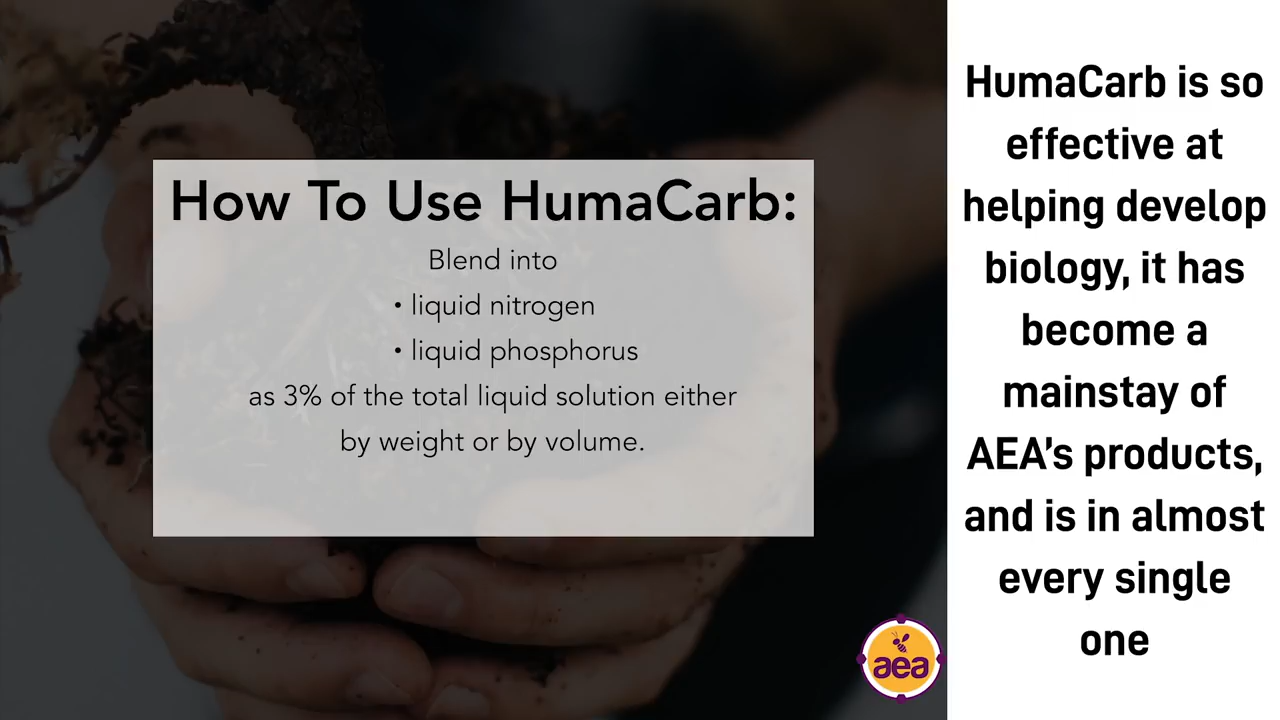 How To Use HumaCarb:
Blend into
• liquid nitrogen
• liquid phosphorus
as 3% of the total liquid solution either
by weight or by volume.
aea
HumaCarb is so
effective at
helping develop
biology, it has
become a
mainstay of
AEA's products,
and is in almost
every single
one